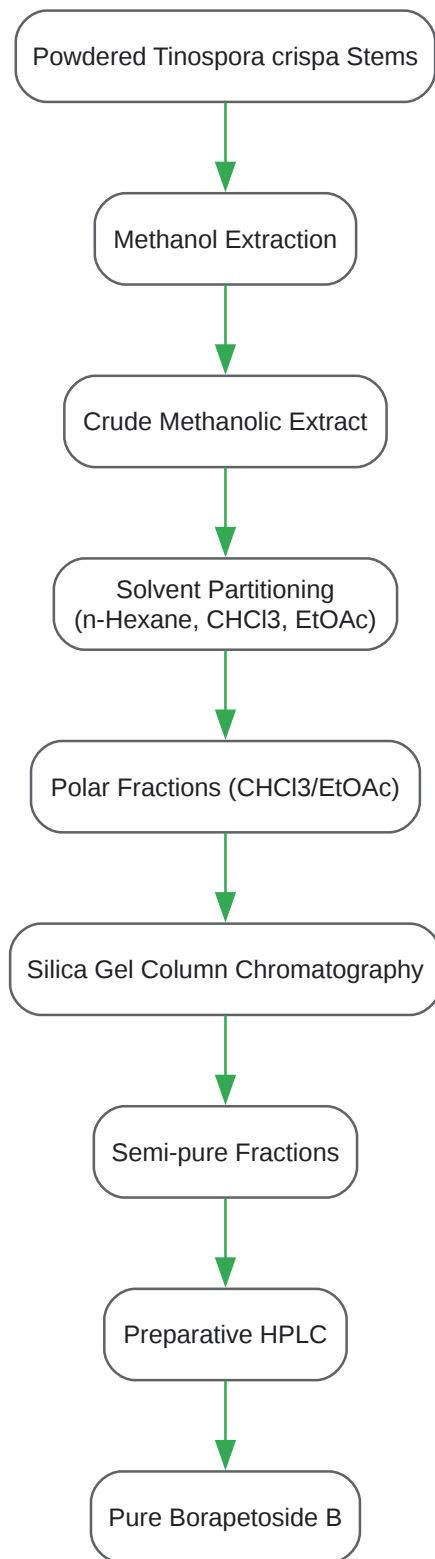 Powdered Tinospora crispa Stems
Methanol Extraction
Crude Methanolic Extract
Solvent Partitioning
(n-Hexane, CHCl3, EtOAc)
Polar Fractions (CHCl3/EtOAc)
Silica Gel Column Chromatography
Semi-pure Fractions
Preparative HPLC
Pure Borapetoside B